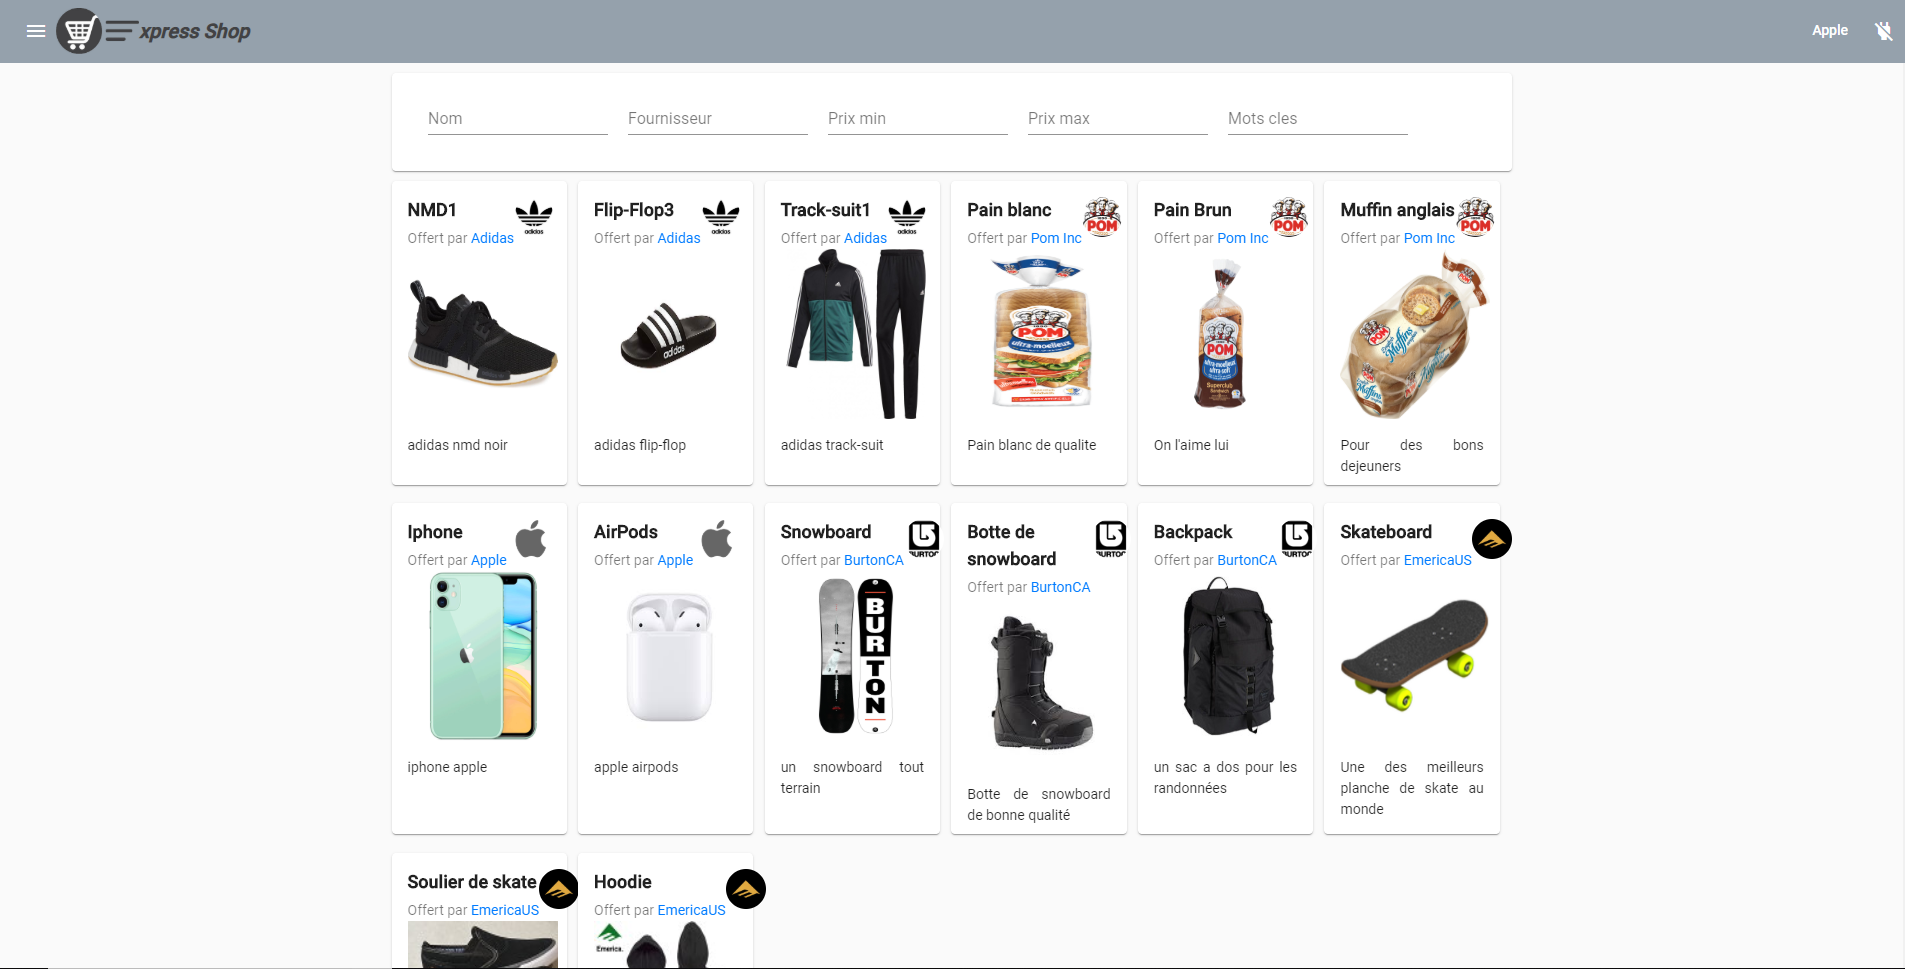 xpress Shop
Apple
Nom
Fournisseur
Prix min
Prix max
Mots cles
NMD1
Offert par Adidas
adidas
adidas nmd noir
Flip-Flop3
Offert par Adidas
adidas
adidas
adidas flip-flop
Track-suit1
Offert par Adidas
adidas
adidas track-suit
Pain blanc
Offert par Pom Inc
POM
POM
ultra-moelleux
Pain blanc de qualite
Pain Brun
Offert par Pom Inc
POM
POM
ultra-moelleux
ultra-soft
Superclub
On l'aime lui
Muffin anglais
Offert par Pom Inc
POM
POM
Muffins
Pour des bons
dejeuners
Iphone
Offert par Apple
iphone apple
AirPods
Offert par Apple
apple airpods
Snowboard
Offert par BurtonCA
BURTON
BURTON
un snowboard tout
terrain
Botte de
snowboard
Offert par BurtonCA
BURTON
Botte de snowboard
de bonne qualité
Backpack
Offert par BurtonCA
BURTON
un sac a dos pour les
randonnées
Skateboard
Offert par EmericaUS
Une des meilleurs
planche de skate au
monde
Soulier de skate
Offert par EmericaUS
Hoodie
Offert par EmericaUS
Emerica.